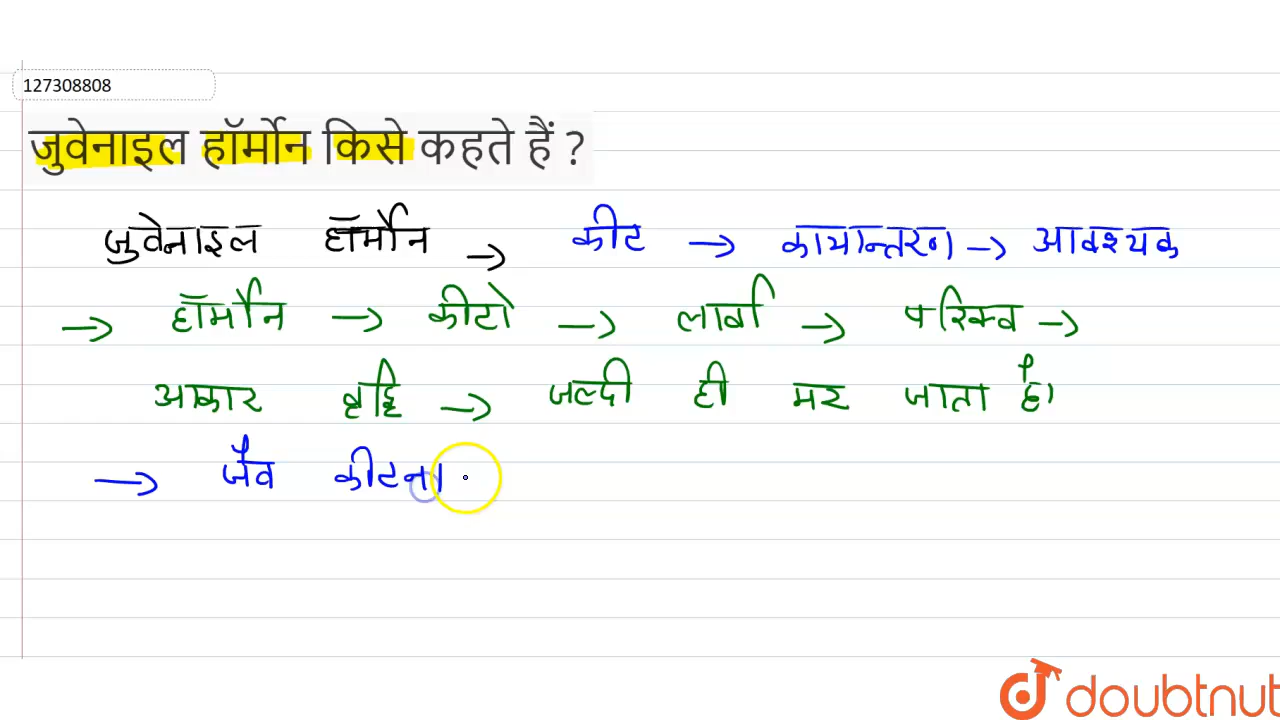 127308808
जुवेनाइल हॉर्मोन किसे कहते हैं ?
जुवेनाइल हॉर्मोन → कीट → कायान्तरण → आवश्यक
→ हॉर्मोन → कीटो → लार्वा → परिक्व →
आकार वृद्धि → जल्दी ही मर जाता है।
→ जैव कीटना
doubtnut